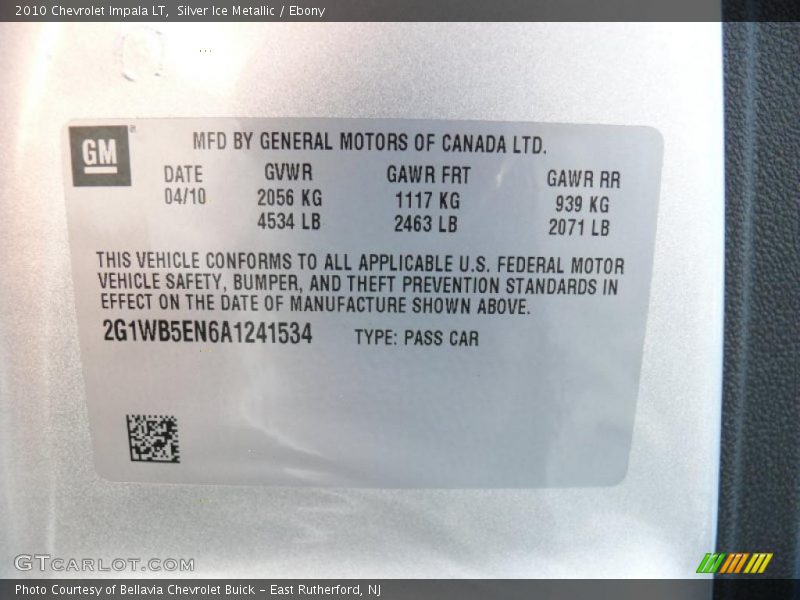 2010 Chevrolet Impala LT, Silver Ice Metallic / Ebony
GM
MFD BY GENERAL MOTORS OF CANADA LTD.
DATE GVWR GAWR FRT GAWR RR
04/10 2056 KG 1117 KG 939 KG
4534 LB 2463 LB 2071 LB
THIS VEHICLE CONFORMS TO ALL APPLICABLE U.S. FEDERAL MOTOR
VEHICLE SAFETY, BUMPER, AND THEFT PREVENTION STANDARDS IN
EFFECT ON THE DATE OF MANUFACTURE SHOWN ABOVE.
2G1WB5EN6A1241534 TYPE: PASS CAR
GTCARLOT.COM
Photo Courtesy of Bellavia Chevrolet Buick - East Rutherford, NJ